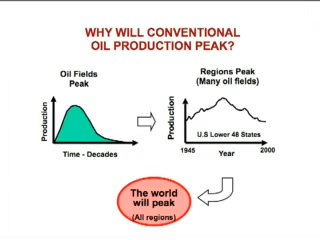 WHY WILL CONVENTIONAL
OIL PRODUCTION PEAK?
Oil Fields
Peak
Production
Time - Decades
Regions Peak
(Many oil fields)
Production
U.S Lower 48 States
1945
Year
2000
The world
will peak
(All regions)